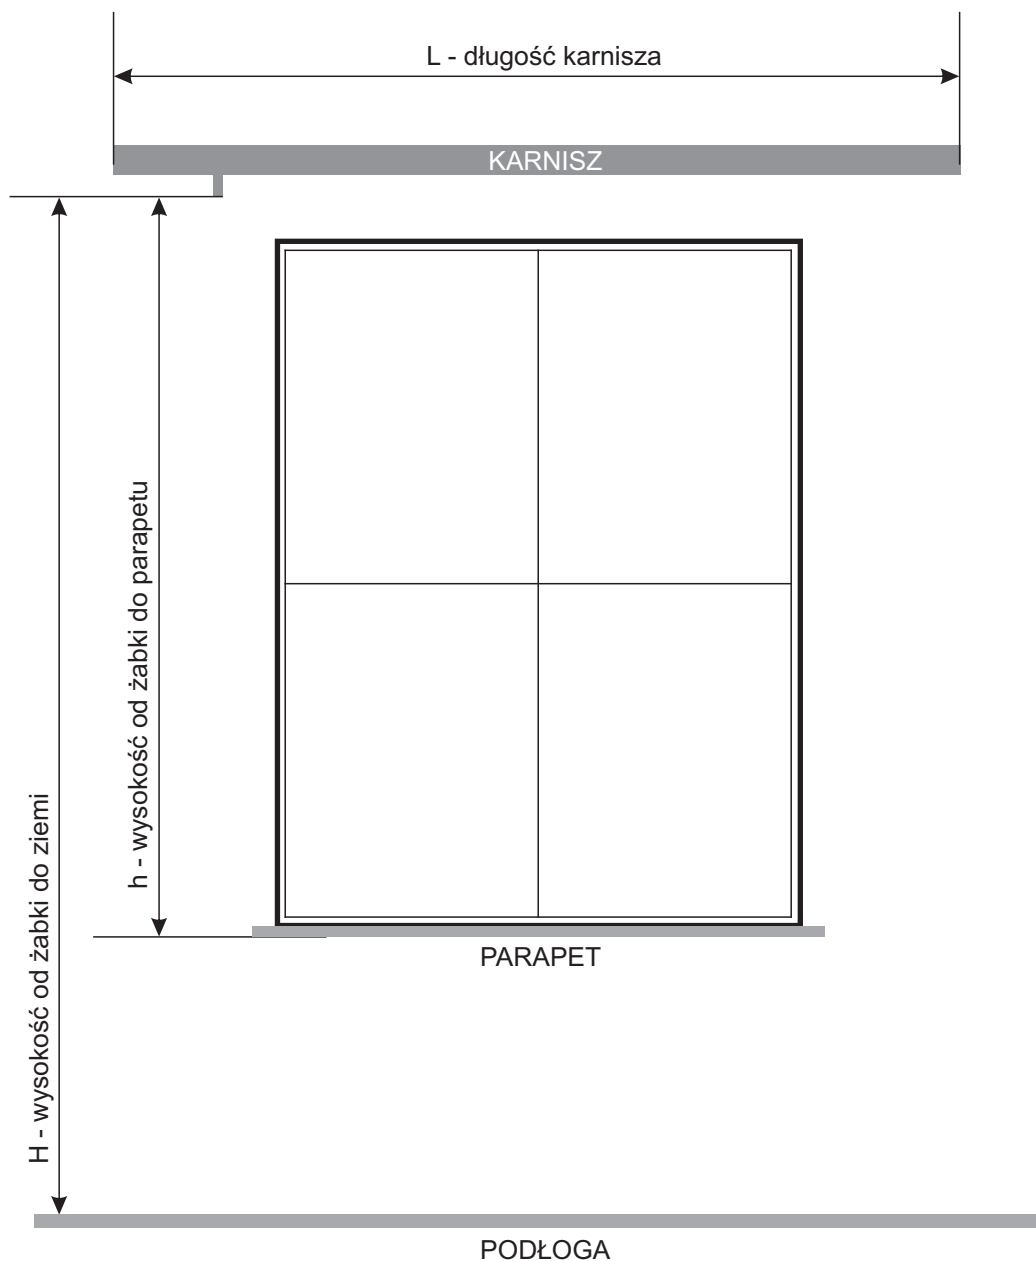 L - długość karnisza
KARNISZ
h - wysokość od żabki do parapetu
H - wysokość od żabki do ziemi
PARAPET
PODŁOGA